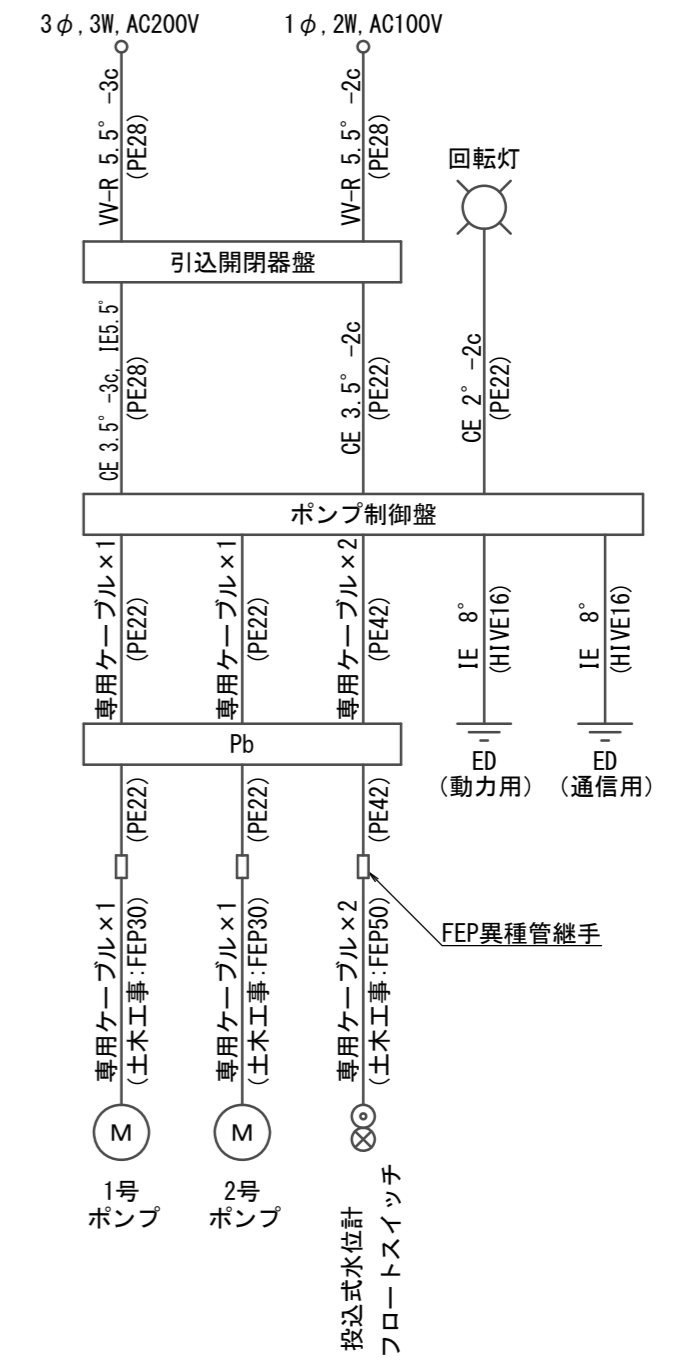 3φ,3W,AC200V
1φ,2W,AC100V
VV-R 5.5° -3c
(PE28)
VV-R 5.5° -2c
(PE28)
回転灯
引込開閉器盤
CE 3.5° -3c, IE5.5°
(PE28)
CE 3.5° -2c
(PE22)
CE 2° -2c
(PE22)
ポンプ制御盤
専用ケーブル×1
(PE22)
専用ケーブル×1
(PE22)
専用ケーブル×2
(PE42)
IE 8°
(HIVE16)
IE 8°
(HIVE16)
Pb
ED
(動力用)
ED
(通信用)
(PE22)
(PE22)
(PE42)
FEP異種管継手
専用ケーブル×1
(土木工事:FEP30)
専用ケーブル×1
(土木工事:FEP30)
専用ケーブル×2
(土木工事:FEP50)
M
M
1号
ポンプ
2号
ポンプ
投込式水位計
フロートスイッチ